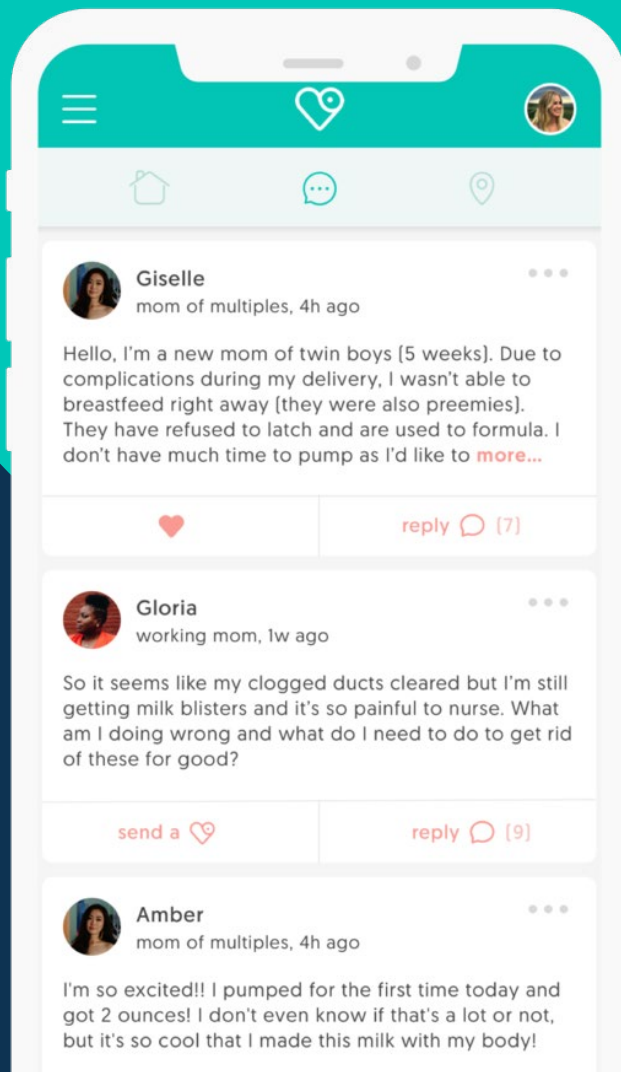 Giselle
mom of multiples, 4h ago
Hello, I'm a new mom of twin boys (5 weeks). Due to
complications during my delivery, I wasn't able to
breastfeed right away (they were also preemies).
They have refused to latch and are used to formula. I
don't have much time to pump as I'd like to more...
reply (7)
Gloria
working mom, 1w ago
So it seems like my clogged ducts cleared but I'm still
getting milk blisters and it's so painful to nurse. What
am I doing wrong and what do I need to do to get rid
of these for good?
send a
reply (9)
Amber
mom of multiples, 4h ago
I'm so excited!! I pumped for the first time today and
got 2 ounces! I don't even know if that's a lot or not,
but it's so cool that I made this milk with my body!